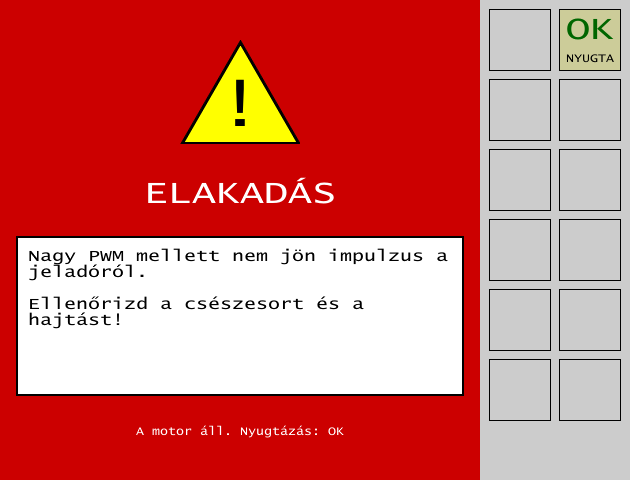 !
ELAKADÁS
Nagy PWM mellett nem jön impulzus a
jeladóról.
Ellenőrizd a csészesort és a
hajtást!
A motor áll. Nyugtázás: OK
OK
NYUGTA